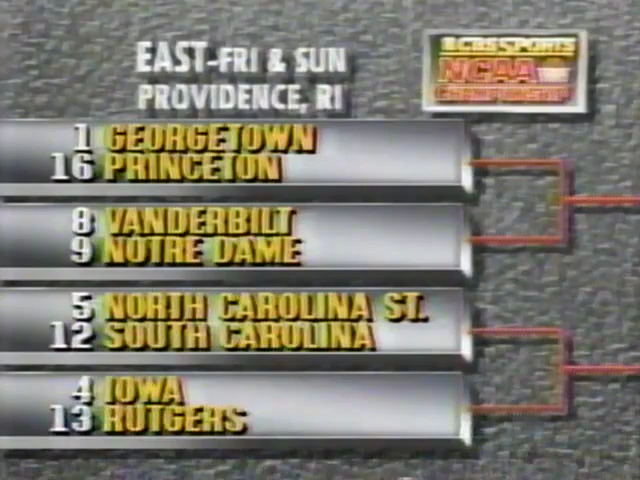 EAST-FRI & SUN
PROVIDENCE, RI
CBS SPORTS
NCAA
CHAMPIONSHIP
1 GEORGETOWN
16 PRINCETON
8 VANDERBILT
9 NOTRE DAME
5 NORTH CAROLINA ST.
12 SOUTH CAROLINA
4 IOWA
13 RUTGERS